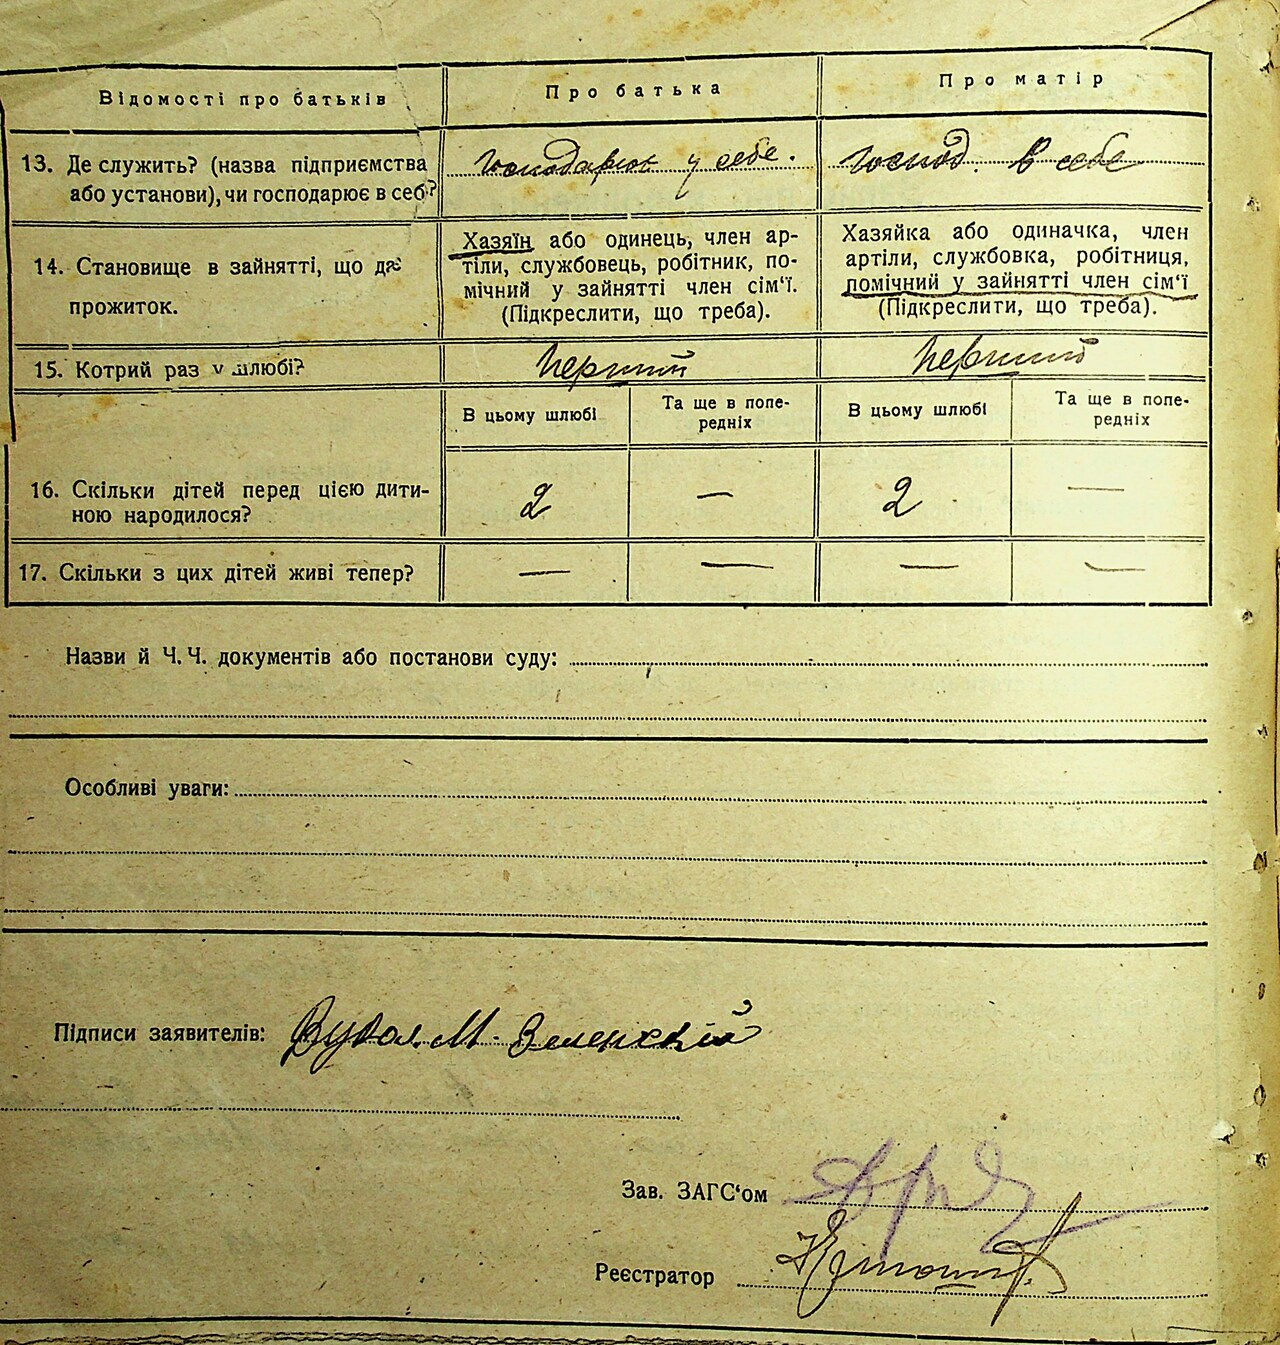 Відомості про батьків
Про батька
Про матір
13. Де служить? (назва підприємства або установи), чи господарює в себе?
Господарює у себе.
господ. в себе
14. Становище в зайнятті, що дає прожиток.
Хазяїн або одинець, член ар-
тіли, службовець, робітник, по-
мічний у зайнятті член сім'ї.
(Підкреслити, що треба).
Хазяйка або одиначка, член
артіли, службовка, робітниця,
помічний у зайнятті член сім'ї
(Підкреслити, що треба).
15. Котрий раз у шлюбі?
перший
перший
В цьому шлюбі
Та ще в попе-
редніх
В цьому шлюбі
Та ще в попе-
редніх
16. Скільки дітей перед цією дити-
ною народилося?
2
—
2
—
17. Скільки з цих дітей живі тепер?
—
—
—
—
Назви й Ч. Ч. документів або постанови суду:
Особливі уваги:
Підписи заявителів: М. Зеленскій
Зав. ЗАГС'ом
Реєстратор